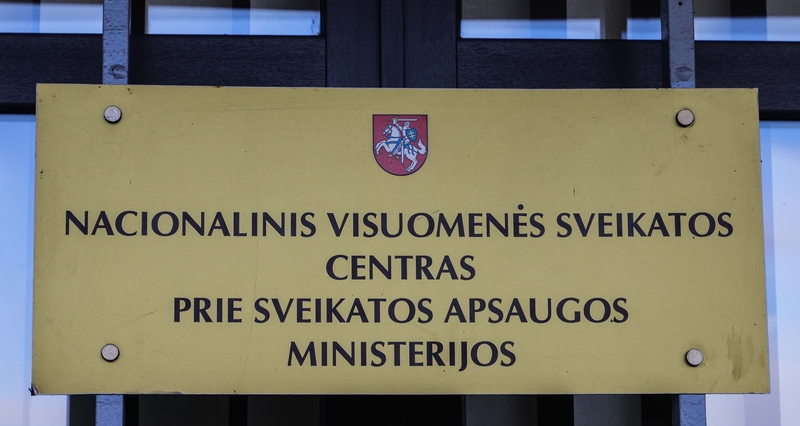 NACIONALINIS VISUOMENĖS SVEIKATOS
CENTRAS
PRIE SVEIKATOS APSAUGOS
MINISTERIJOS